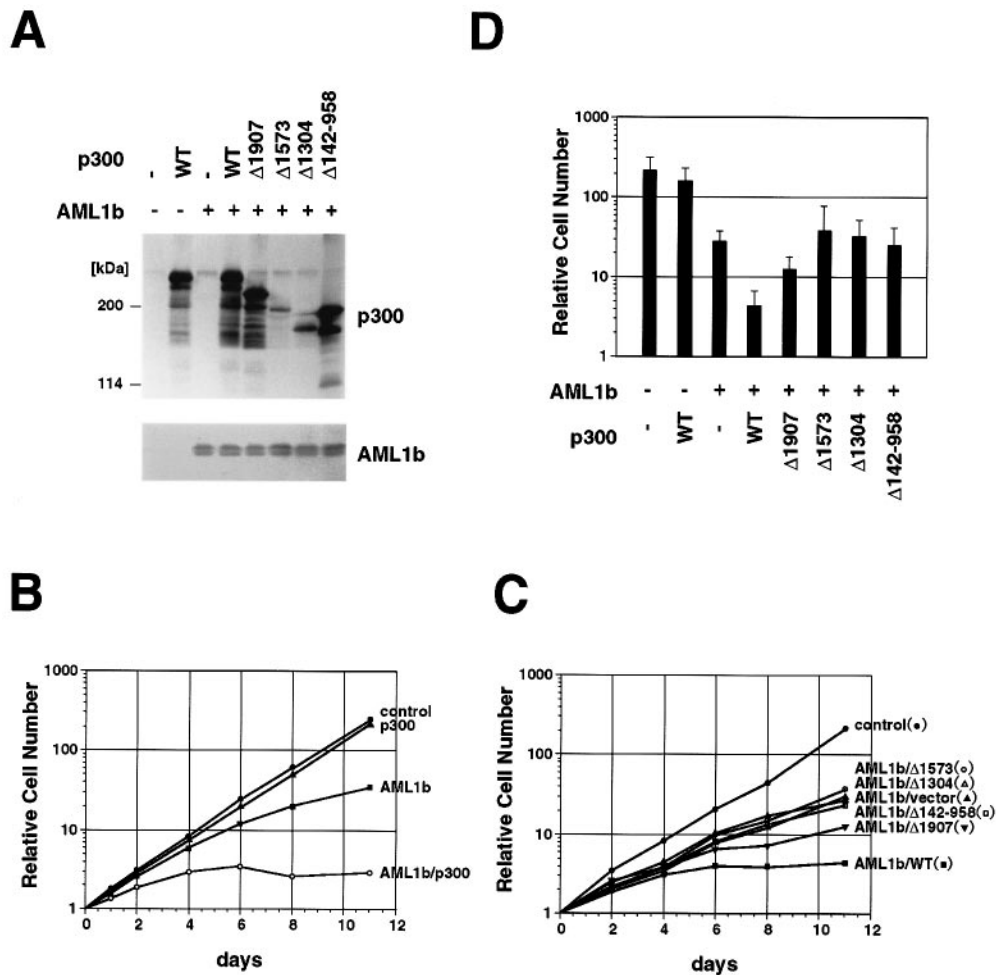 A
p300 - WT - WT Δ1907 Δ1573 Δ1304 Δ142-958
AML1b - - + + + + + +
[kDa]
200
114
p300
AML1b
D
Relative Cell Number
1000
100
10
1
AML1b - - + + + + + +
p300 - WT - WT Δ1907 Δ1573 Δ1304 Δ142-958
B
Relative Cell Number
1000
100
10
1
0 2 4 6 8 10 12
days
control
p300
AML1b
AML1b/p300
C
Relative Cell Number
1000
100
10
1
0 2 4 6 8 10 12
days
control(●)
AML1b/Δ1573(○)
AML1b/Δ1304(△)
AML1b/vector(▲)
AML1b/Δ142-958(□)
AML1b/Δ1907(▼)
AML1b/WT(■)